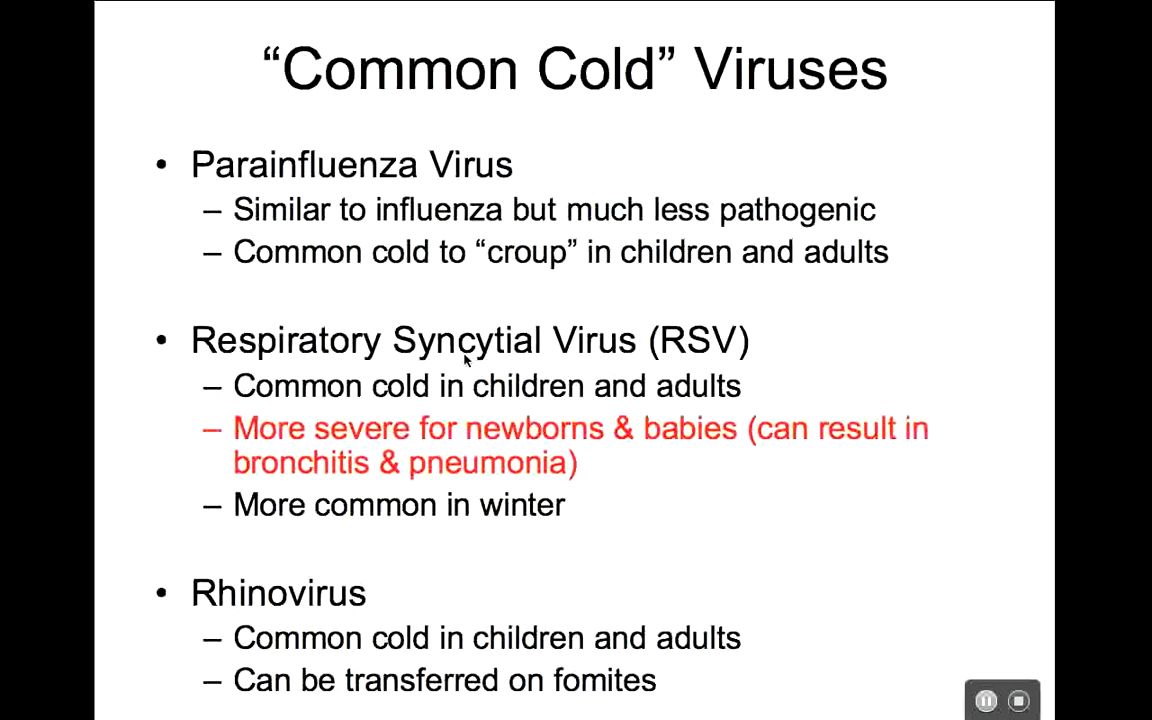 “Common Cold” Viruses
• Parainfluenza Virus
– Similar to influenza but much less pathogenic
– Common cold to “croup” in children and adults
• Respiratory Syncytial Virus (RSV)
– Common cold in children and adults
– More severe for newborns & babies (can result in
bronchitis & pneumonia)
– More common in winter
• Rhinovirus
– Common cold in children and adults
– Can be transferred on fomites